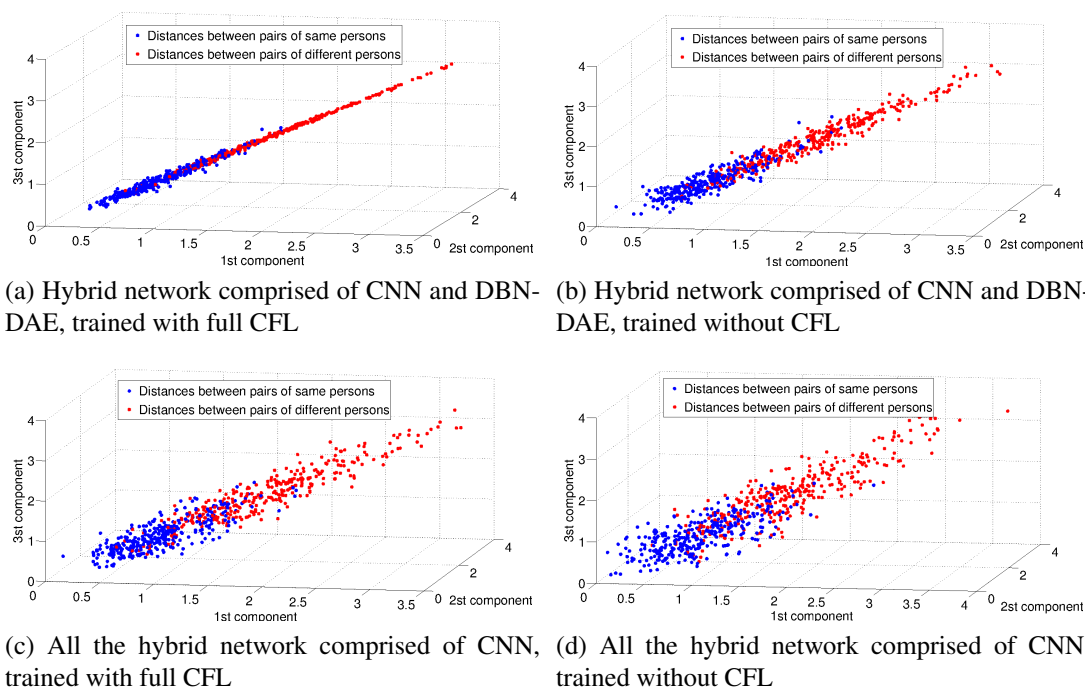 Distances between pairs of same persons
Distances between pairs of different persons
4
3
2
1
0
3st component
0
0.5
1
1.5
2
2.5
3
3.5
1st component
0
2
4
2st component
(a) Hybrid network comprised of CNN and DBN-
DAE, trained with full CFL
Distances between pairs of same persons
Distances between pairs of different persons
4
3
2
1
0
3st component
0
0.5
1
1.5
2
2.5
3
3.5
1st component
0
2
4
2st component
(b) Hybrid network comprised of CNN and DBN-
DAE, trained without CFL
Distances between pairs of same persons
Distances between pairs of different persons
4
3
2
1
0
3st component
0
0.5
1
1.5
2
2.5
3
3.5
1st component
0
2
4
2st component
(c) All the hybrid network comprised of CNN,
trained with full CFL
Distances between pairs of same persons
Distances between pairs of different persons
4
3
2
1
0
3st component
0
0.5
1
1.5
2
2.5
3
3.5
4
1st component
0
2
4
2st component
(d) All the hybrid network comprised of CNN
trained without CFL